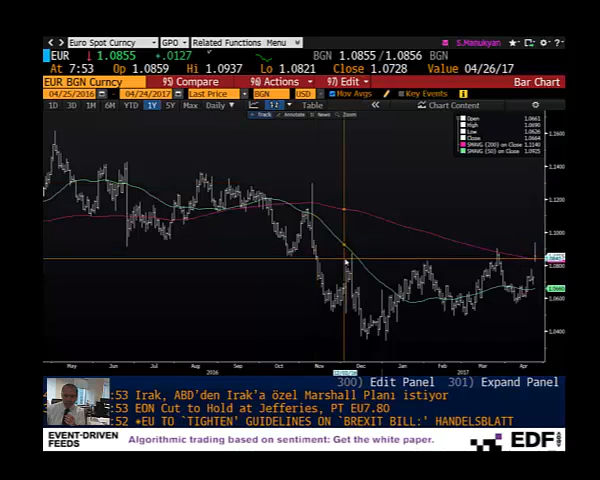 Euro Spot Curncy GPO Related Functions Menu S.Manukyan
EUR 1.0855 +.0127 BGN 1.0855 / 1.0856 BGN
At 7:53 Op 1.0859 Hi 1.0937 Lo 1.0821 Close 1.0728 Value 04/26/17
EUR BGN Curncy 95) Compare 96) Actions 97) Edit Bar Chart
04/25/2016 04/24/2017 Last Price BGN USD Mov Avgs Key Events
1D 3D 1M 6M YTD 1Y 5Y Max Daily Table Chart Content
Track Annotate News Zoom
Open 1.0661
High 1.0690
Low 1.0626
Close 1.0664
SMAVG (200) on Close 1.1140
SMAVG (50) on Close 1.0925
1.1600
1.1400
1.1200
1.1000
1.0800
1.0600
1.0400
May Jun Jul Aug Sep Oct Nov Dec Jan Feb Mar Apr
2016 2017
300) Edit Panel 301) Expand Panel
:53 Irak, ABD'den Irak'a özel Marshall Planı istiyor
:53 EON Cut to Hold at Jefferies, PT EU7.80
:52 *EU TO `TIGHTEN' GUIDELINES ON `BREXIT BILL:' HANDELSBLATT
EVENT-DRIVEN
FEEDS
Algorithmic trading based on sentiment: Get the white paper.
EDF